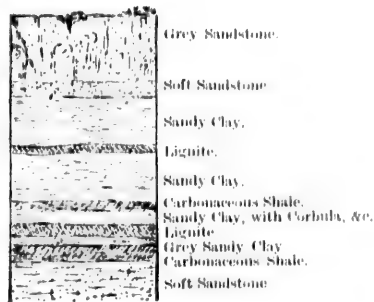 Grey Sandstone.
Soft Sandstone
Sandy Clay.
Lignite.
Sandy Clay.
Carbonaceous Shale.
Sandy Clay, with Corbula, &c.
Lignite
Grey Sandy Clay
Carbonaceous Shale.
Soft Sandstone